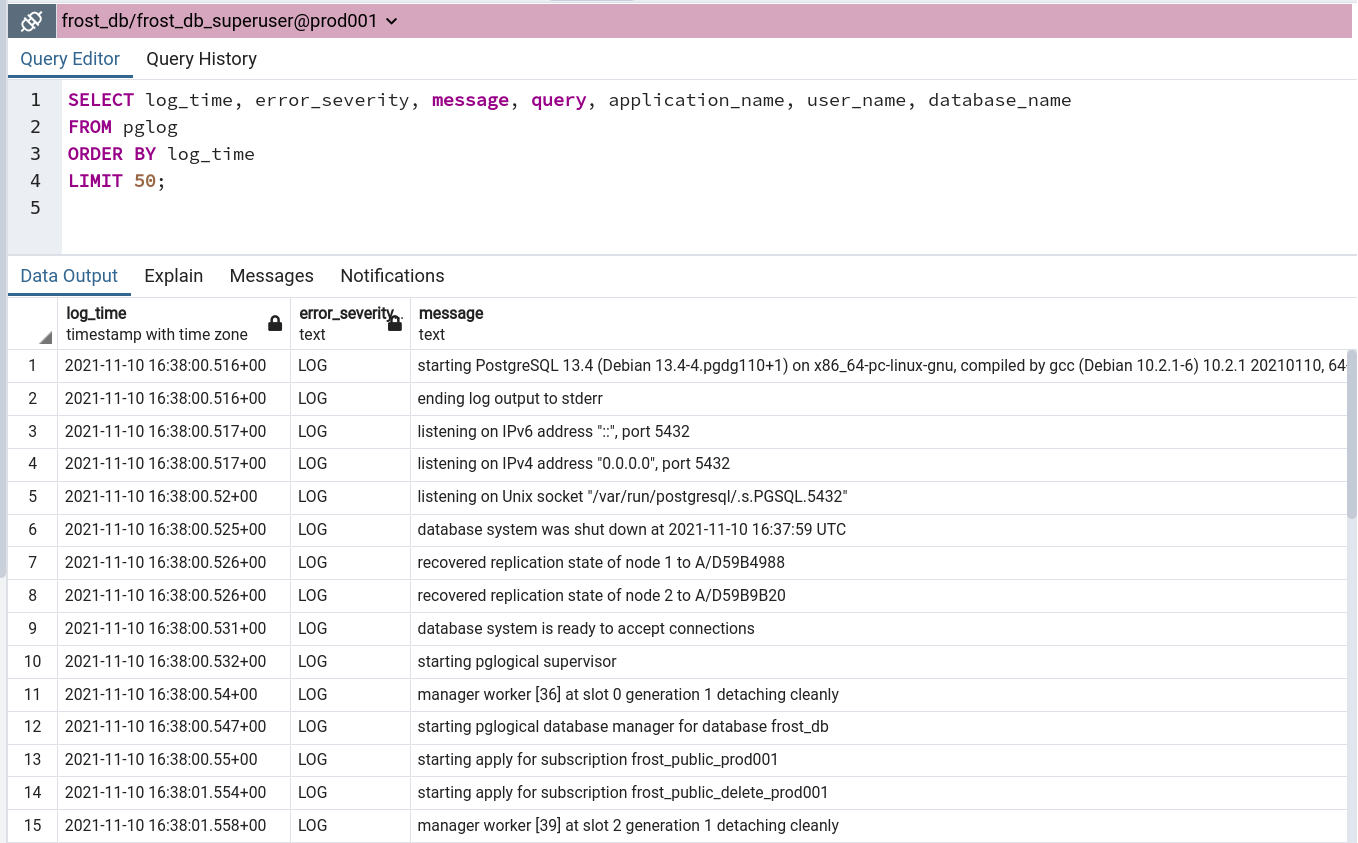 frost_db/frost_db_superuser@prod001
Query Editor Query History
1 SELECT log_time, error_severity, message, query, application_name, user_name, database_name
2 FROM pglog
3 ORDER BY log_time
4 LIMIT 50;
5
Data Output Explain Messages Notifications
log_time error_severity.. message
timestamp with time zone text text
1 2021-11-10 16:38:00.516+00 LOG starting PostgreSQL 13.4 (Debian 13.4-4.pgdg110+1) on x86_64-pc-linux-gnu, compiled by gcc (Debian 10.2.1-6) 10.2.1 20210110, 64-
2 2021-11-10 16:38:00.516+00 LOG ending log output to stderr
3 2021-11-10 16:38:00.517+00 LOG listening on IPv6 address "::", port 5432
4 2021-11-10 16:38:00.517+00 LOG listening on IPv4 address "0.0.0.0", port 5432
5 2021-11-10 16:38:00.52+00 LOG listening on Unix socket "/var/run/postgresql/.s.PGSQL.5432"
6 2021-11-10 16:38:00.525+00 LOG database system was shut down at 2021-11-10 16:37:59 UTC
7 2021-11-10 16:38:00.526+00 LOG recovered replication state of node 1 to A/D59B4988
8 2021-11-10 16:38:00.526+00 LOG recovered replication state of node 2 to A/D59B9B20
9 2021-11-10 16:38:00.531+00 LOG database system is ready to accept connections
10 2021-11-10 16:38:00.532+00 LOG starting pglogical supervisor
11 2021-11-10 16:38:00.54+00 LOG manager worker [36] at slot 0 generation 1 detaching cleanly
12 2021-11-10 16:38:00.547+00 LOG starting pglogical database manager for database frost_db
13 2021-11-10 16:38:00.55+00 LOG starting apply for subscription frost_public_prod001
14 2021-11-10 16:38:01.554+00 LOG starting apply for subscription frost_public_delete_prod001
15 2021-11-10 16:38:01.558+00 LOG manager worker [39] at slot 2 generation 1 detaching cleanly